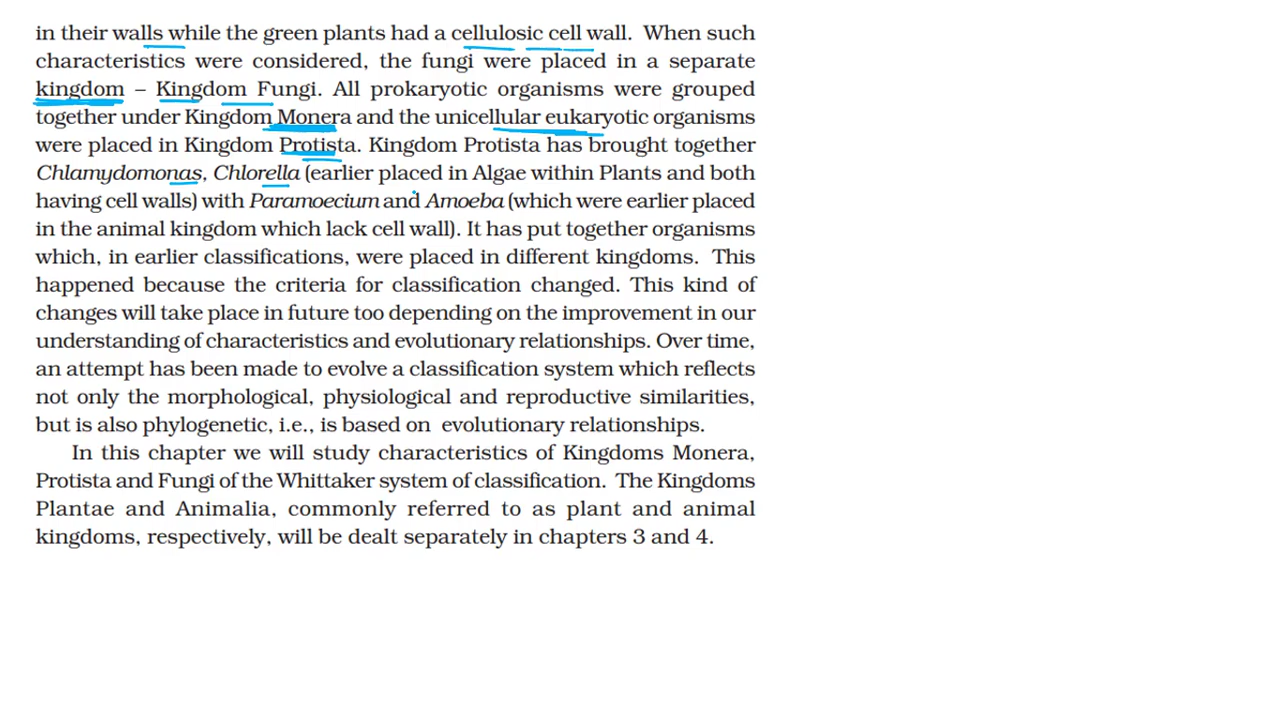 in their walls while the green plants had a cellulosic cell wall. When such
characteristics were considered, the fungi were placed in a separate
kingdom – Kingdom Fungi. All prokaryotic organisms were grouped
together under Kingdom Monera and the unicellular eukaryotic organisms
were placed in Kingdom Protista. Kingdom Protista has brought together
Chlamydomonas, Chlorella (earlier placed in Algae within Plants and both
having cell walls) with Paramoecium and Amoeba (which were earlier placed
in the animal kingdom which lack cell wall). It has put together organisms
which, in earlier classifications, were placed in different kingdoms. This
happened because the criteria for classification changed. This kind of
changes will take place in future too depending on the improvement in our
understanding of characteristics and evolutionary relationships. Over time,
an attempt has been made to evolve a classification system which reflects
not only the morphological, physiological and reproductive similarities,
but is also phylogenetic, i.e., is based on evolutionary relationships.
In this chapter we will study characteristics of Kingdoms Monera,
Protista and Fungi of the Whittaker system of classification. The Kingdoms
Plantae and Animalia, commonly referred to as plant and animal
kingdoms, respectively, will be dealt separately in chapters 3 and 4.